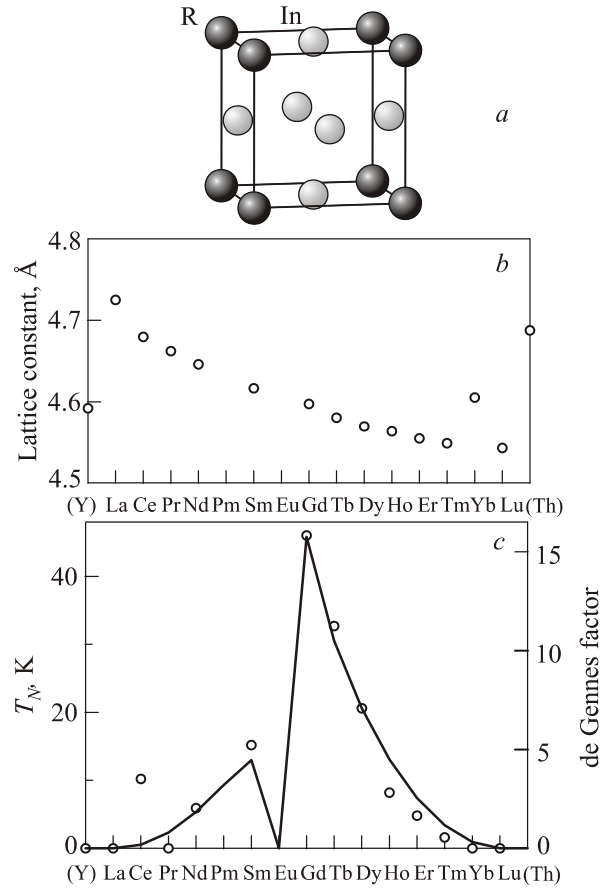 R In
a
b
Lattice constant, Å
4.8
4.7
4.6
4.5
(Y) La Ce Pr Nd Pm Sm Eu Gd Tb Dy Ho Er Tm Yb Lu (Th)
c
T_N, K
40
20
0
15
10
5
0
de Gennes factor
(Y) La Ce Pr Nd Pm Sm Eu Gd Tb Dy Ho Er Tm Yb Lu (Th)